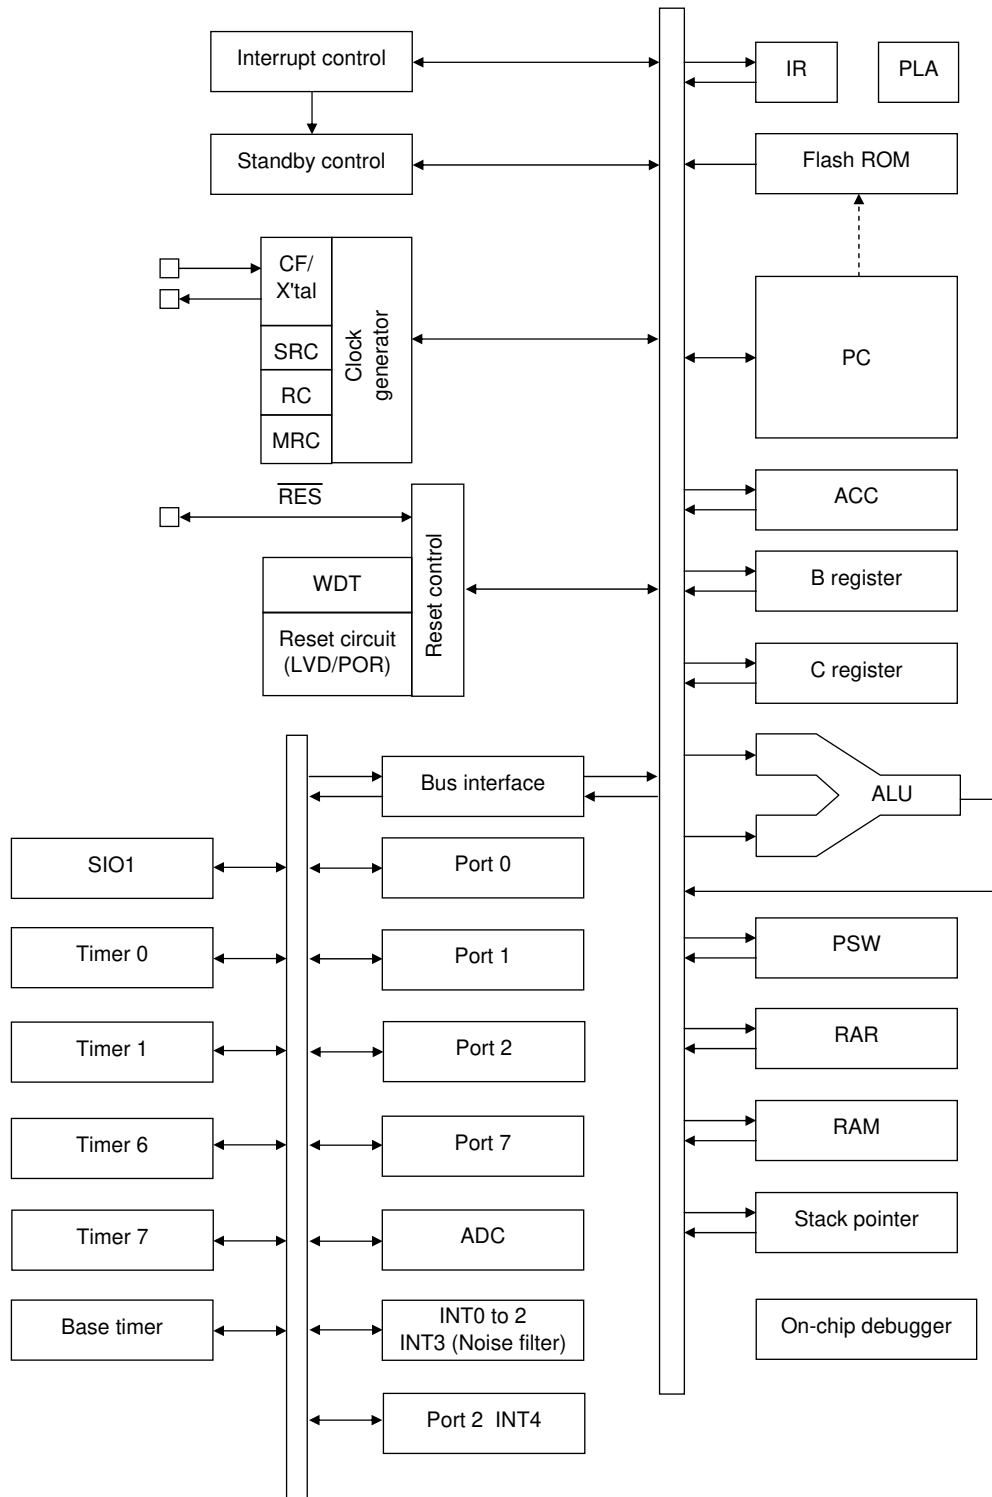 Interrupt control
IR
PLA
Standby control
Flash ROM
CF/
X'tal
SRC
RC
MRC
Clock
generator
PC
RES
WDT
Reset circuit
(LVD/POR)
Reset control
ACC
B register
C register
Bus interface
ALU
SIO1
Port 0
Timer 0
Port 1
PSW
Timer 1
Port 2
RAR
Timer 6
Port 7
RAM
Timer 7
ADC
Stack pointer
Base timer
INT0 to 2
INT3 (Noise filter)
On-chip debugger
Port 2 INT4